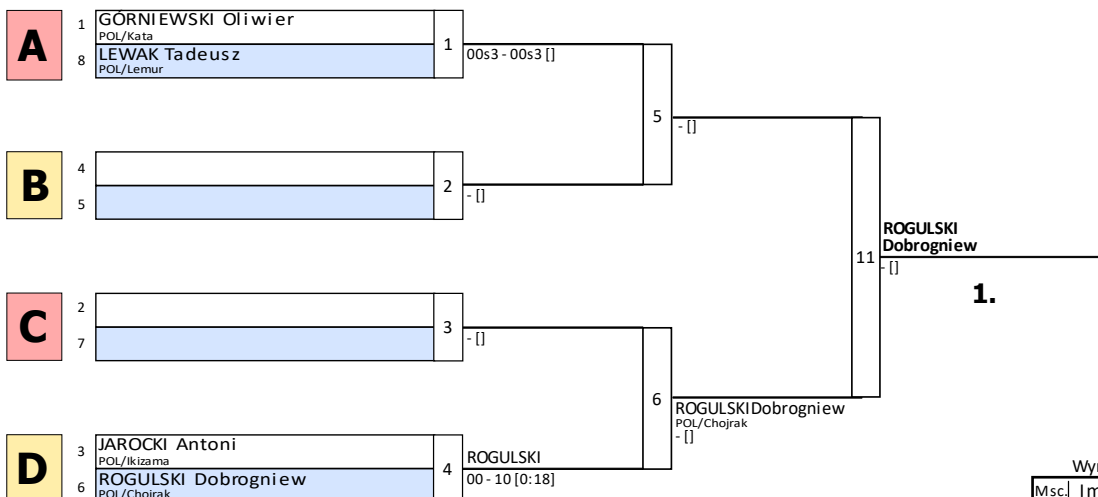 A
1 GÓRNIEWSKI Oliwier
POL/Kata
8 LEWAK Tadeusz
POL/Lemur
1
00s3 - 00s3 []
5
- []
B
4
5
2
- []
11
ROGULSKI
Dobrogniew
- []
1.
C
2
7
3
- []
6
ROGULSKI Dobrogniew
POL/Chojrak
- []
D
3 JAROCKI Antoni
POL/Ikizama
6 ROGULSKI Dobrogniew
POL/Chojrak
4
ROGULSKI
00 - 10 [0:18]